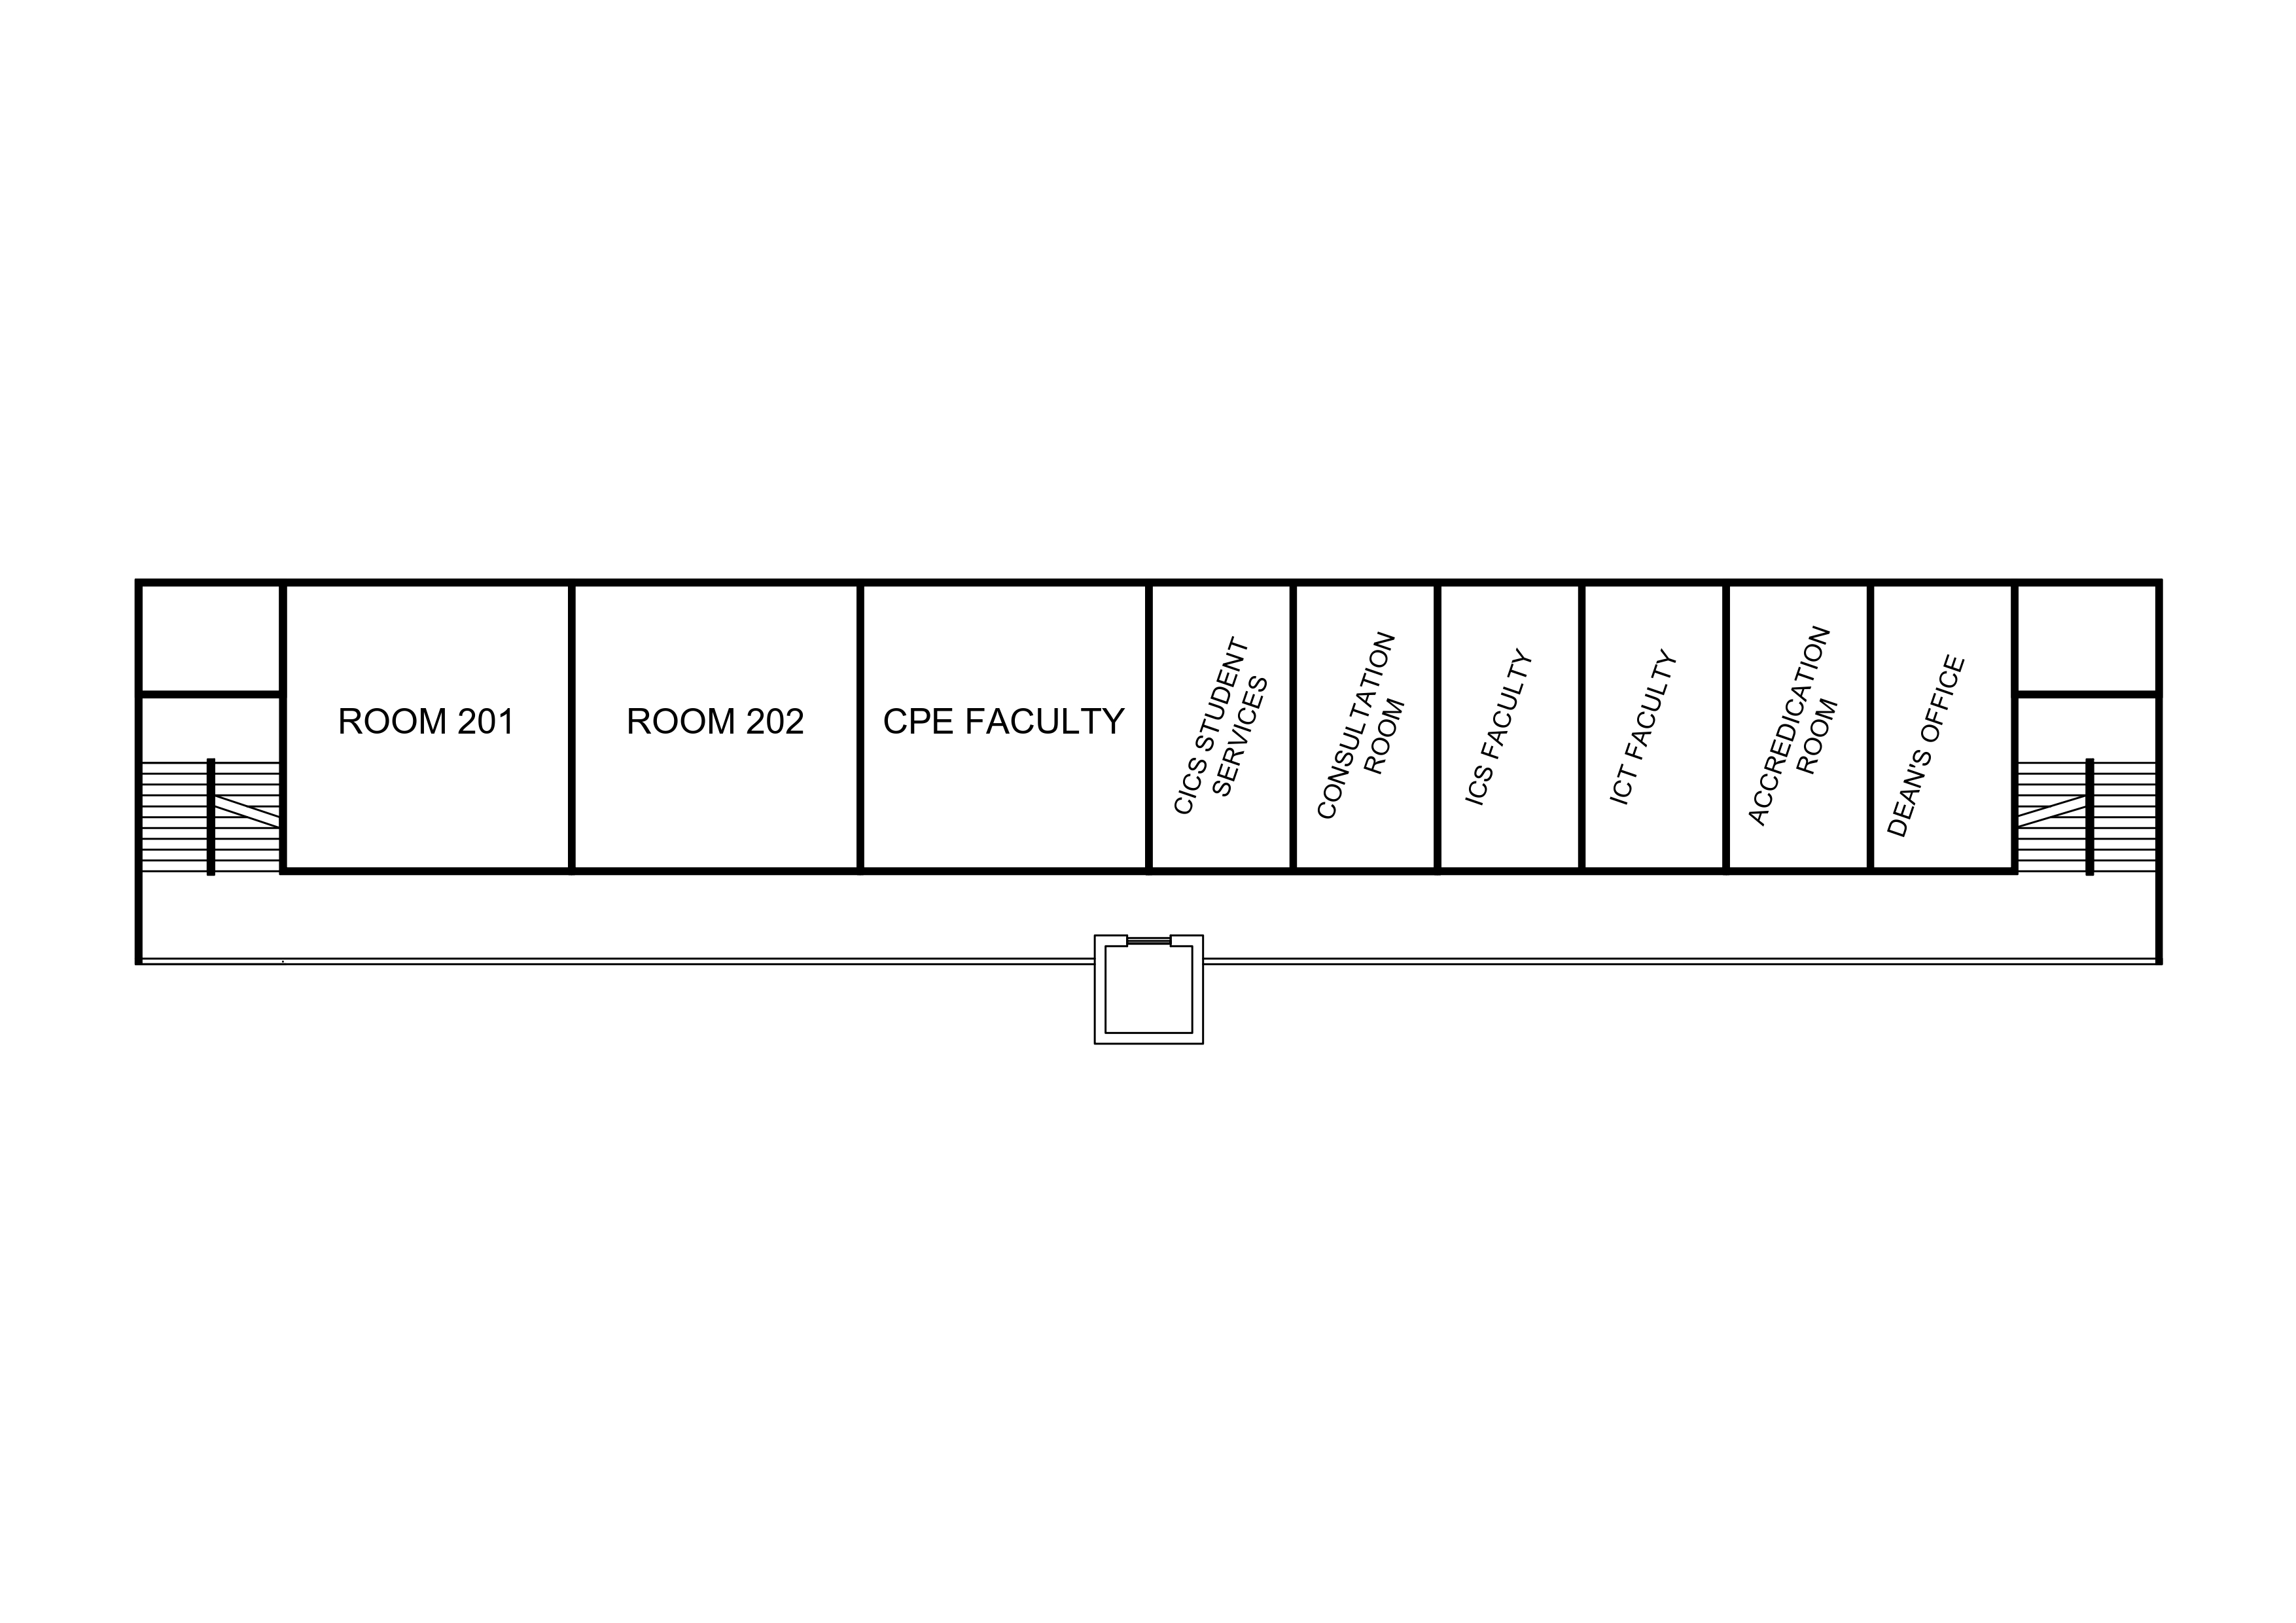 ROOM 201
ROOM 202
CPE FACULTY
CICS STUDENT
SERVICES
CONSULTATION
ROOM
ICS FACULTY
ICT FACULTY
ACCREDICATION
ROOM
DEAN'S OFFICE